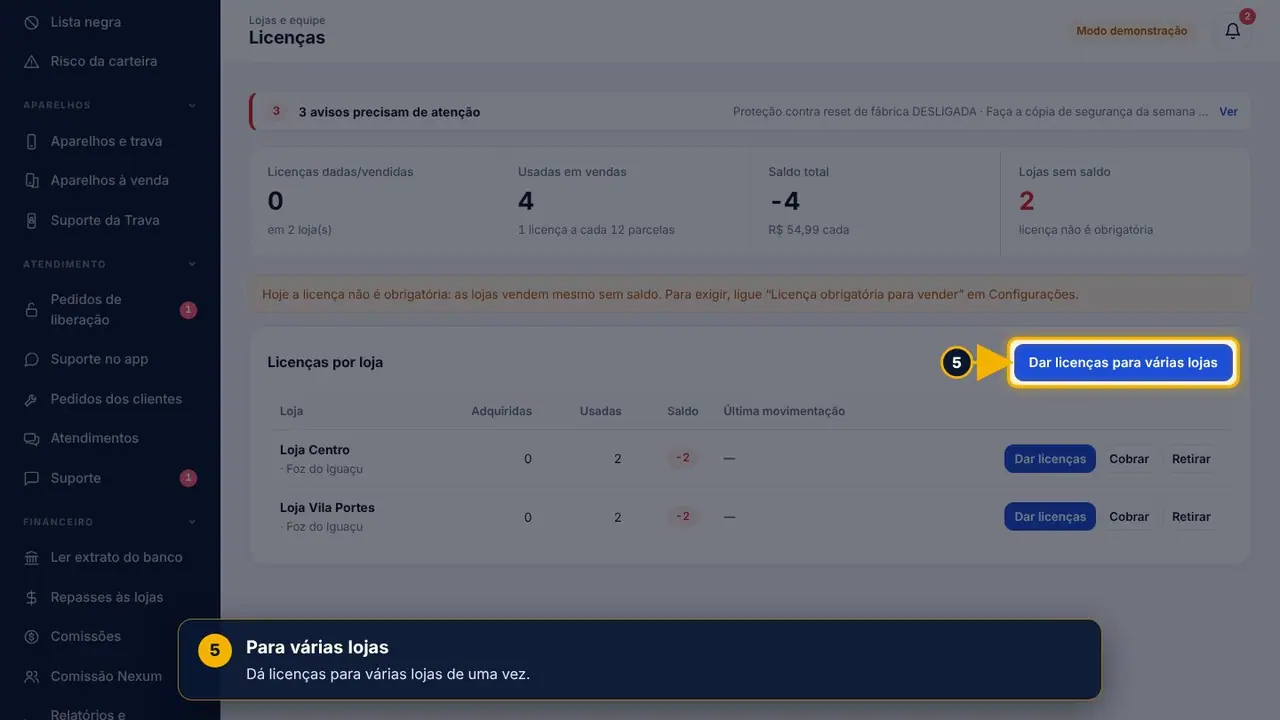 Lista negra
Risco da carteira
APARELHOS
Aparelhos e trava
Aparelhos à venda
Suporte da Trava
ATENDIMENTO
Pedidos de
liberação
1
Suporte no app
Pedidos dos clientes
Atendimentos
Suporte
1
FINANCEIRO
Ler extrato do banco
Repasses às lojas
Comissões
Comissão Nexum
Relatórios e
Lojas e equipe
Licenças
Modo demonstração
2
3
3 avisos precisam de atenção
Proteção contra reset de fábrica DESLIGADA · Faça a cópia de segurança da semana ...
Ver
Licenças dadas/vendidas
0
em 2 loja(s)
Usadas em vendas
4
1 licença a cada 12 parcelas
Saldo total
-4
R$ 54,99 cada
Lojas sem saldo
2
licença não é obrigatória
Hoje a licença não é obrigatória: as lojas vendem mesmo sem saldo. Para exigir, ligue “Licença obrigatória para vender” em Configurações.
Licenças por loja
5
Dar licenças para várias lojas
Loja Adquiridas Usadas Saldo Última movimentação
Loja Centro
· Foz do Iguaçu
0 2 -2 — Dar licenças Cobrar Retirar
Loja Vila Portes
· Foz do Iguaçu
0 2 -2 — Dar licenças Cobrar Retirar
5
Para várias lojas
Dá licenças para várias lojas de uma vez.